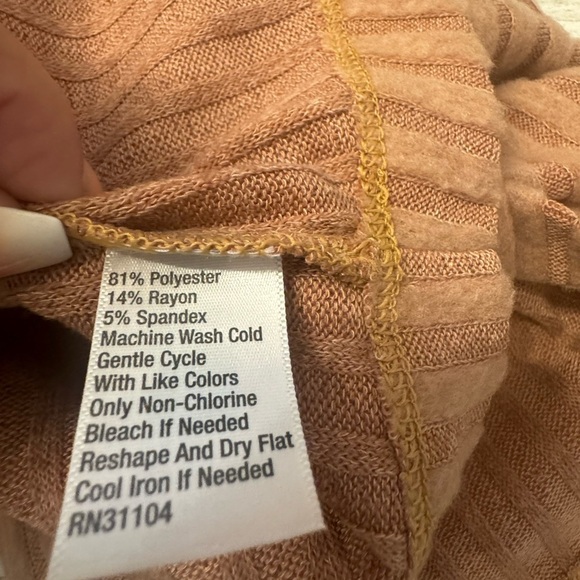 81% Polyester
14% Rayon
5% Spandex
Machine Wash Cold
Gentle Cycle
With Like Colors
Only Non-Chlorine
Bleach If Needed
Reshape And Dry Flat
Cool Iron If Needed
RN31104